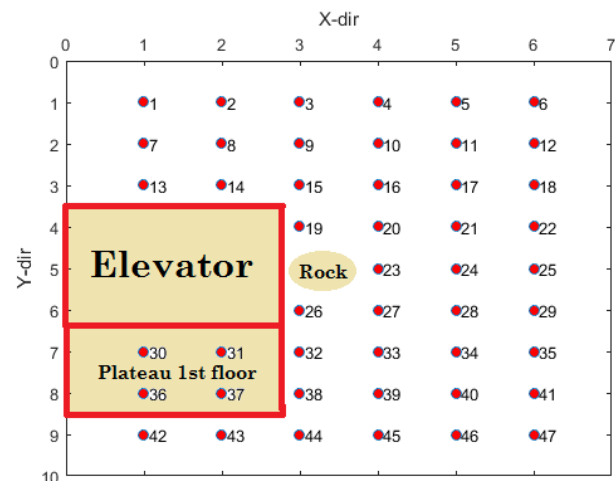 X-dir
0 1 2 3 4 5 6 7
0
1 1 2 3 4 5 6
2 7 8 9 10 11 12
3 13 14 15 16 17 18
4 19 20 21 22
Elevator
Y-dir
5 Rock 23 24 25
6 26 27 28 29
7 30 31 32 33 34 35
Plateau 1st floor
8 36 37 38 39 40 41
9 42 43 44 45 46 47
10